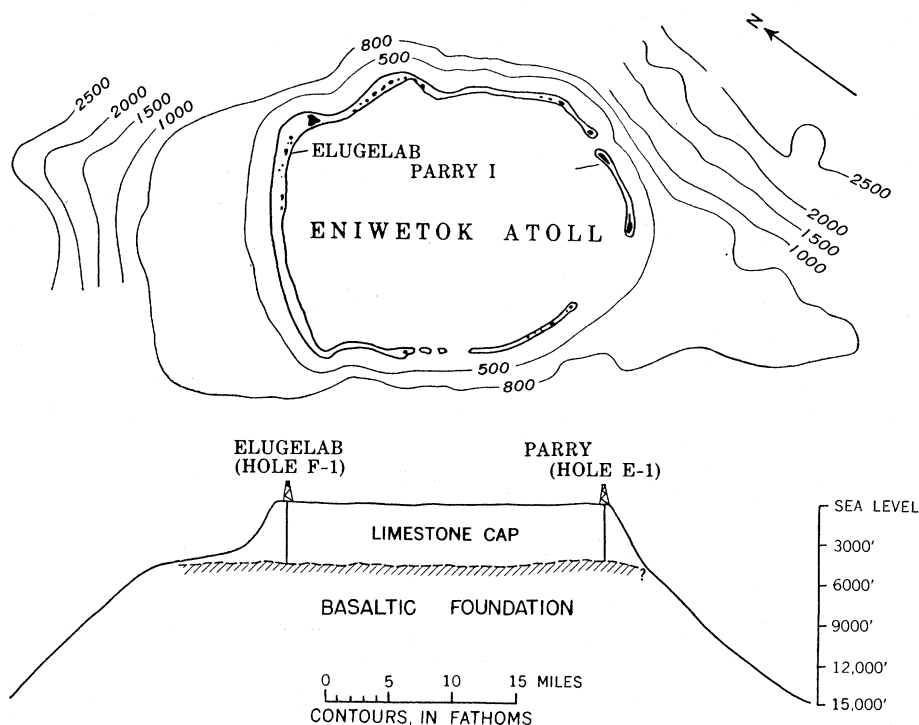 N
800
500
2500
2000
1500
1000
ELUGELAB
PARRY I
ENIWETOK ATOLL
2500
2000
1500
1000
500
800
ELUGELAB
(HOLE F-1)
PARRY
(HOLE E-1)
SEA LEVEL
LIMESTONE CAP
3000'
?
6000'
BASALTIC FOUNDATION
9000'
12,000'
15,000'
0 5 10 15 MILES
CONTOURS, IN FATHOMS